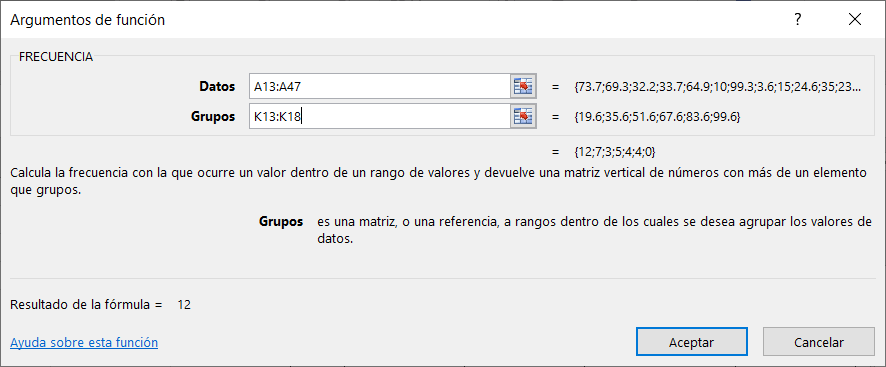 Argumentos de función ?
FRECUENCIA
Datos A13:A47 = {73.7;69.3;32.2;33.7;64.9;10;99.3;3.6;15;24.6;35;23...
Grupos K13:K18 = {19.6;35.6;51.6;67.6;83.6;99.6}
= {12;7;3;5;4;4;0}
Calcula la frecuencia con la que ocurre un valor dentro de un rango de valores y devuelve una matriz vertical de números con más de un elemento
que grupos.
Grupos es una matriz, o una referencia, a rangos dentro de los cuales se desea agrupar los valores de
datos.
Resultado de la fórmula = 12
Ayuda sobre esta función Aceptar Cancelar